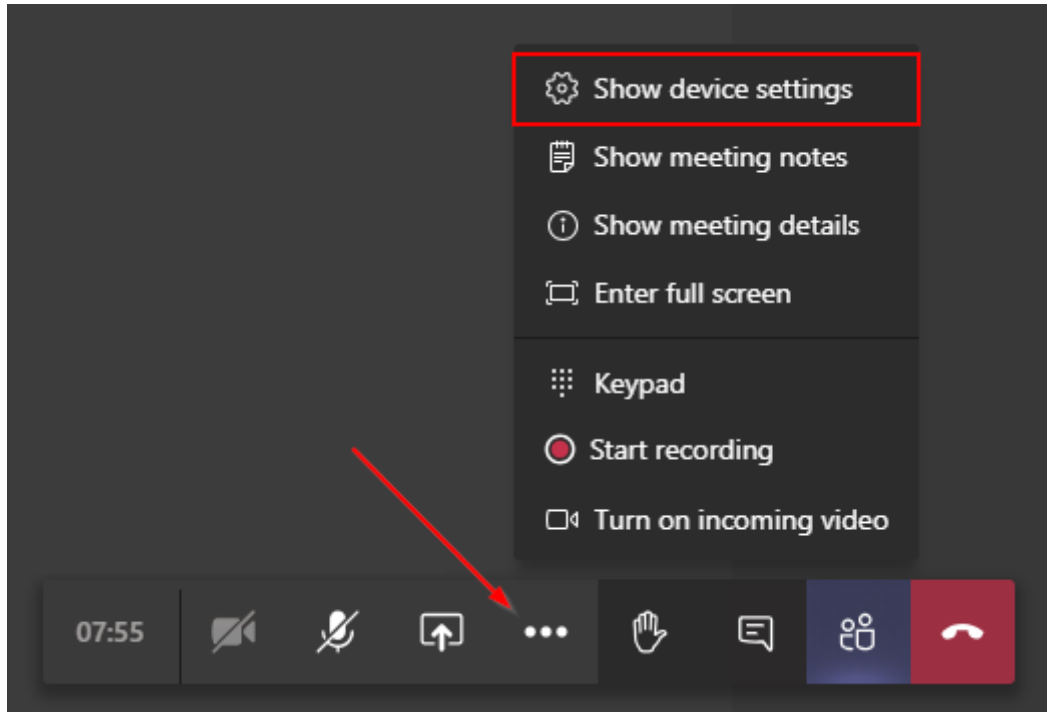 Show device settings
Show meeting notes
Show meeting details
Enter full screen
Keypad
Start recording
Turn on incoming video
07:55